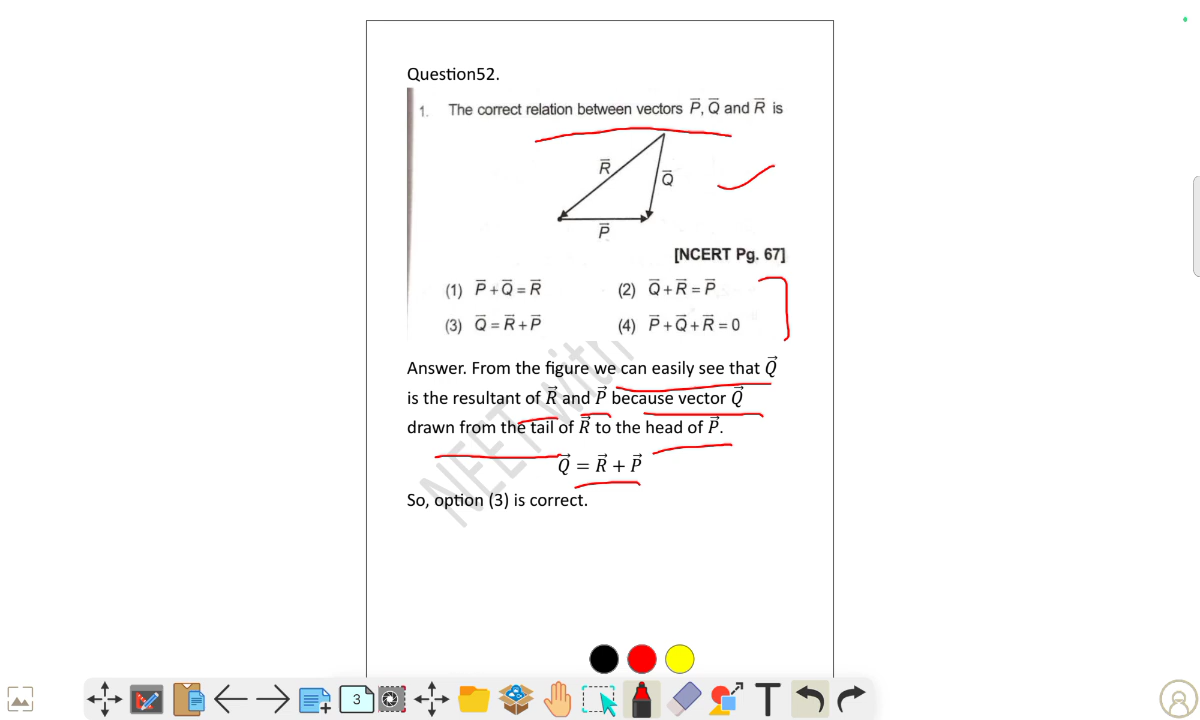 Question52.
1. The correct relation between vectors P⃗, Q⃗ and R⃗ is
R⃗
Q⃗
P⃗
[NCERT Pg. 67]
(1) P⃗ + Q⃗ = R⃗ (2) Q⃗ + R⃗ = P⃗
(3) Q⃗ = R⃗ + P⃗ (4) P⃗ + Q⃗ + R⃗ = 0
Answer. From the figure we can easily see that Q⃗
is the resultant of R⃗ and P⃗ because vector Q⃗
drawn from the tail of R⃗ to the head of P⃗.
Q⃗ = R⃗ + P⃗
So, option (3) is correct.
NEET with
3
T